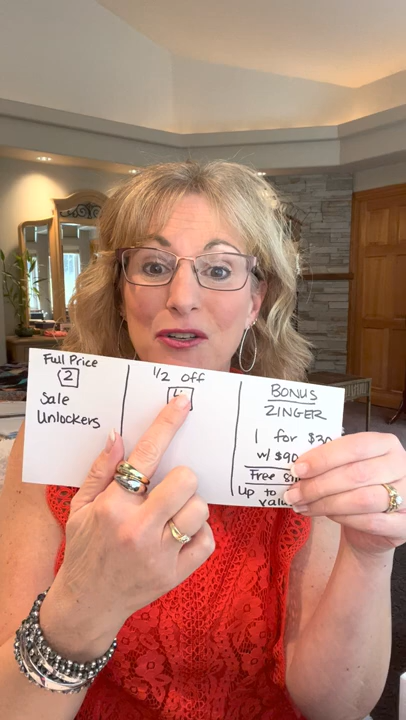 Full Price
2
Sale
Unlockers
1/2 off
BONUS
ZINGER
1 for $30
w/ $90
Free
Up to